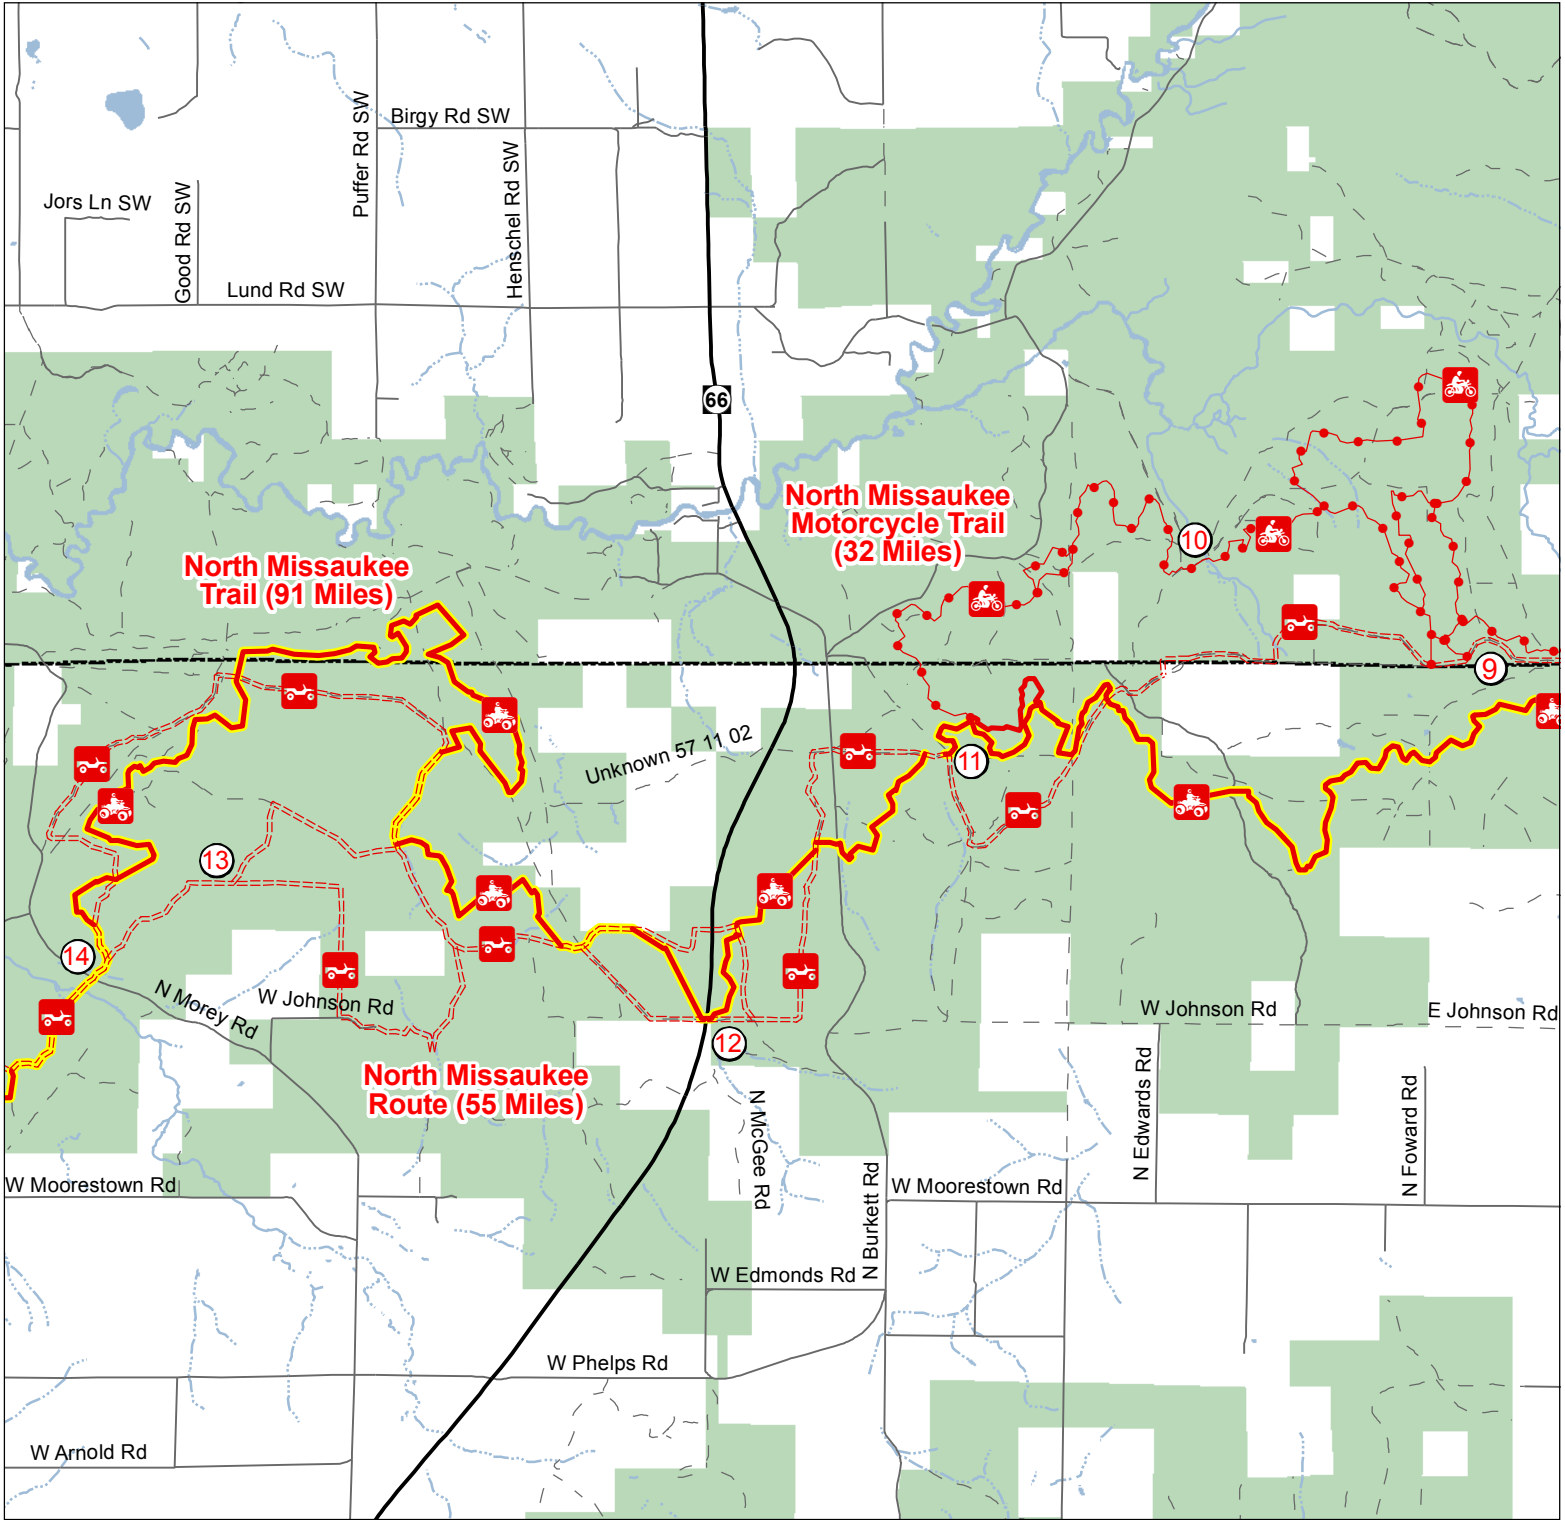 Birgy Rd SW
Puffer Rd SW
Henschel Rd SW
Jors Ln SW
Good Rd SW
Lund Rd SW
66
North Missaukee
Motorcycle Trail
(32 Miles)
10
North Missaukee
Trail (91 Miles)
9
Unknown 57 11 02
11
13
14
N Morey Rd
W Johnson Rd
W Johnson Rd
E Johnson Rd
12
North Missaukee
Route (55 Miles)
N McGee Rd
N Edwards Rd
N Foward Rd
W Moorestown Rd
W Moorestown Rd
N Burkett Rd
W Edmonds Rd
W Phelps Rd
W Arnold Rd